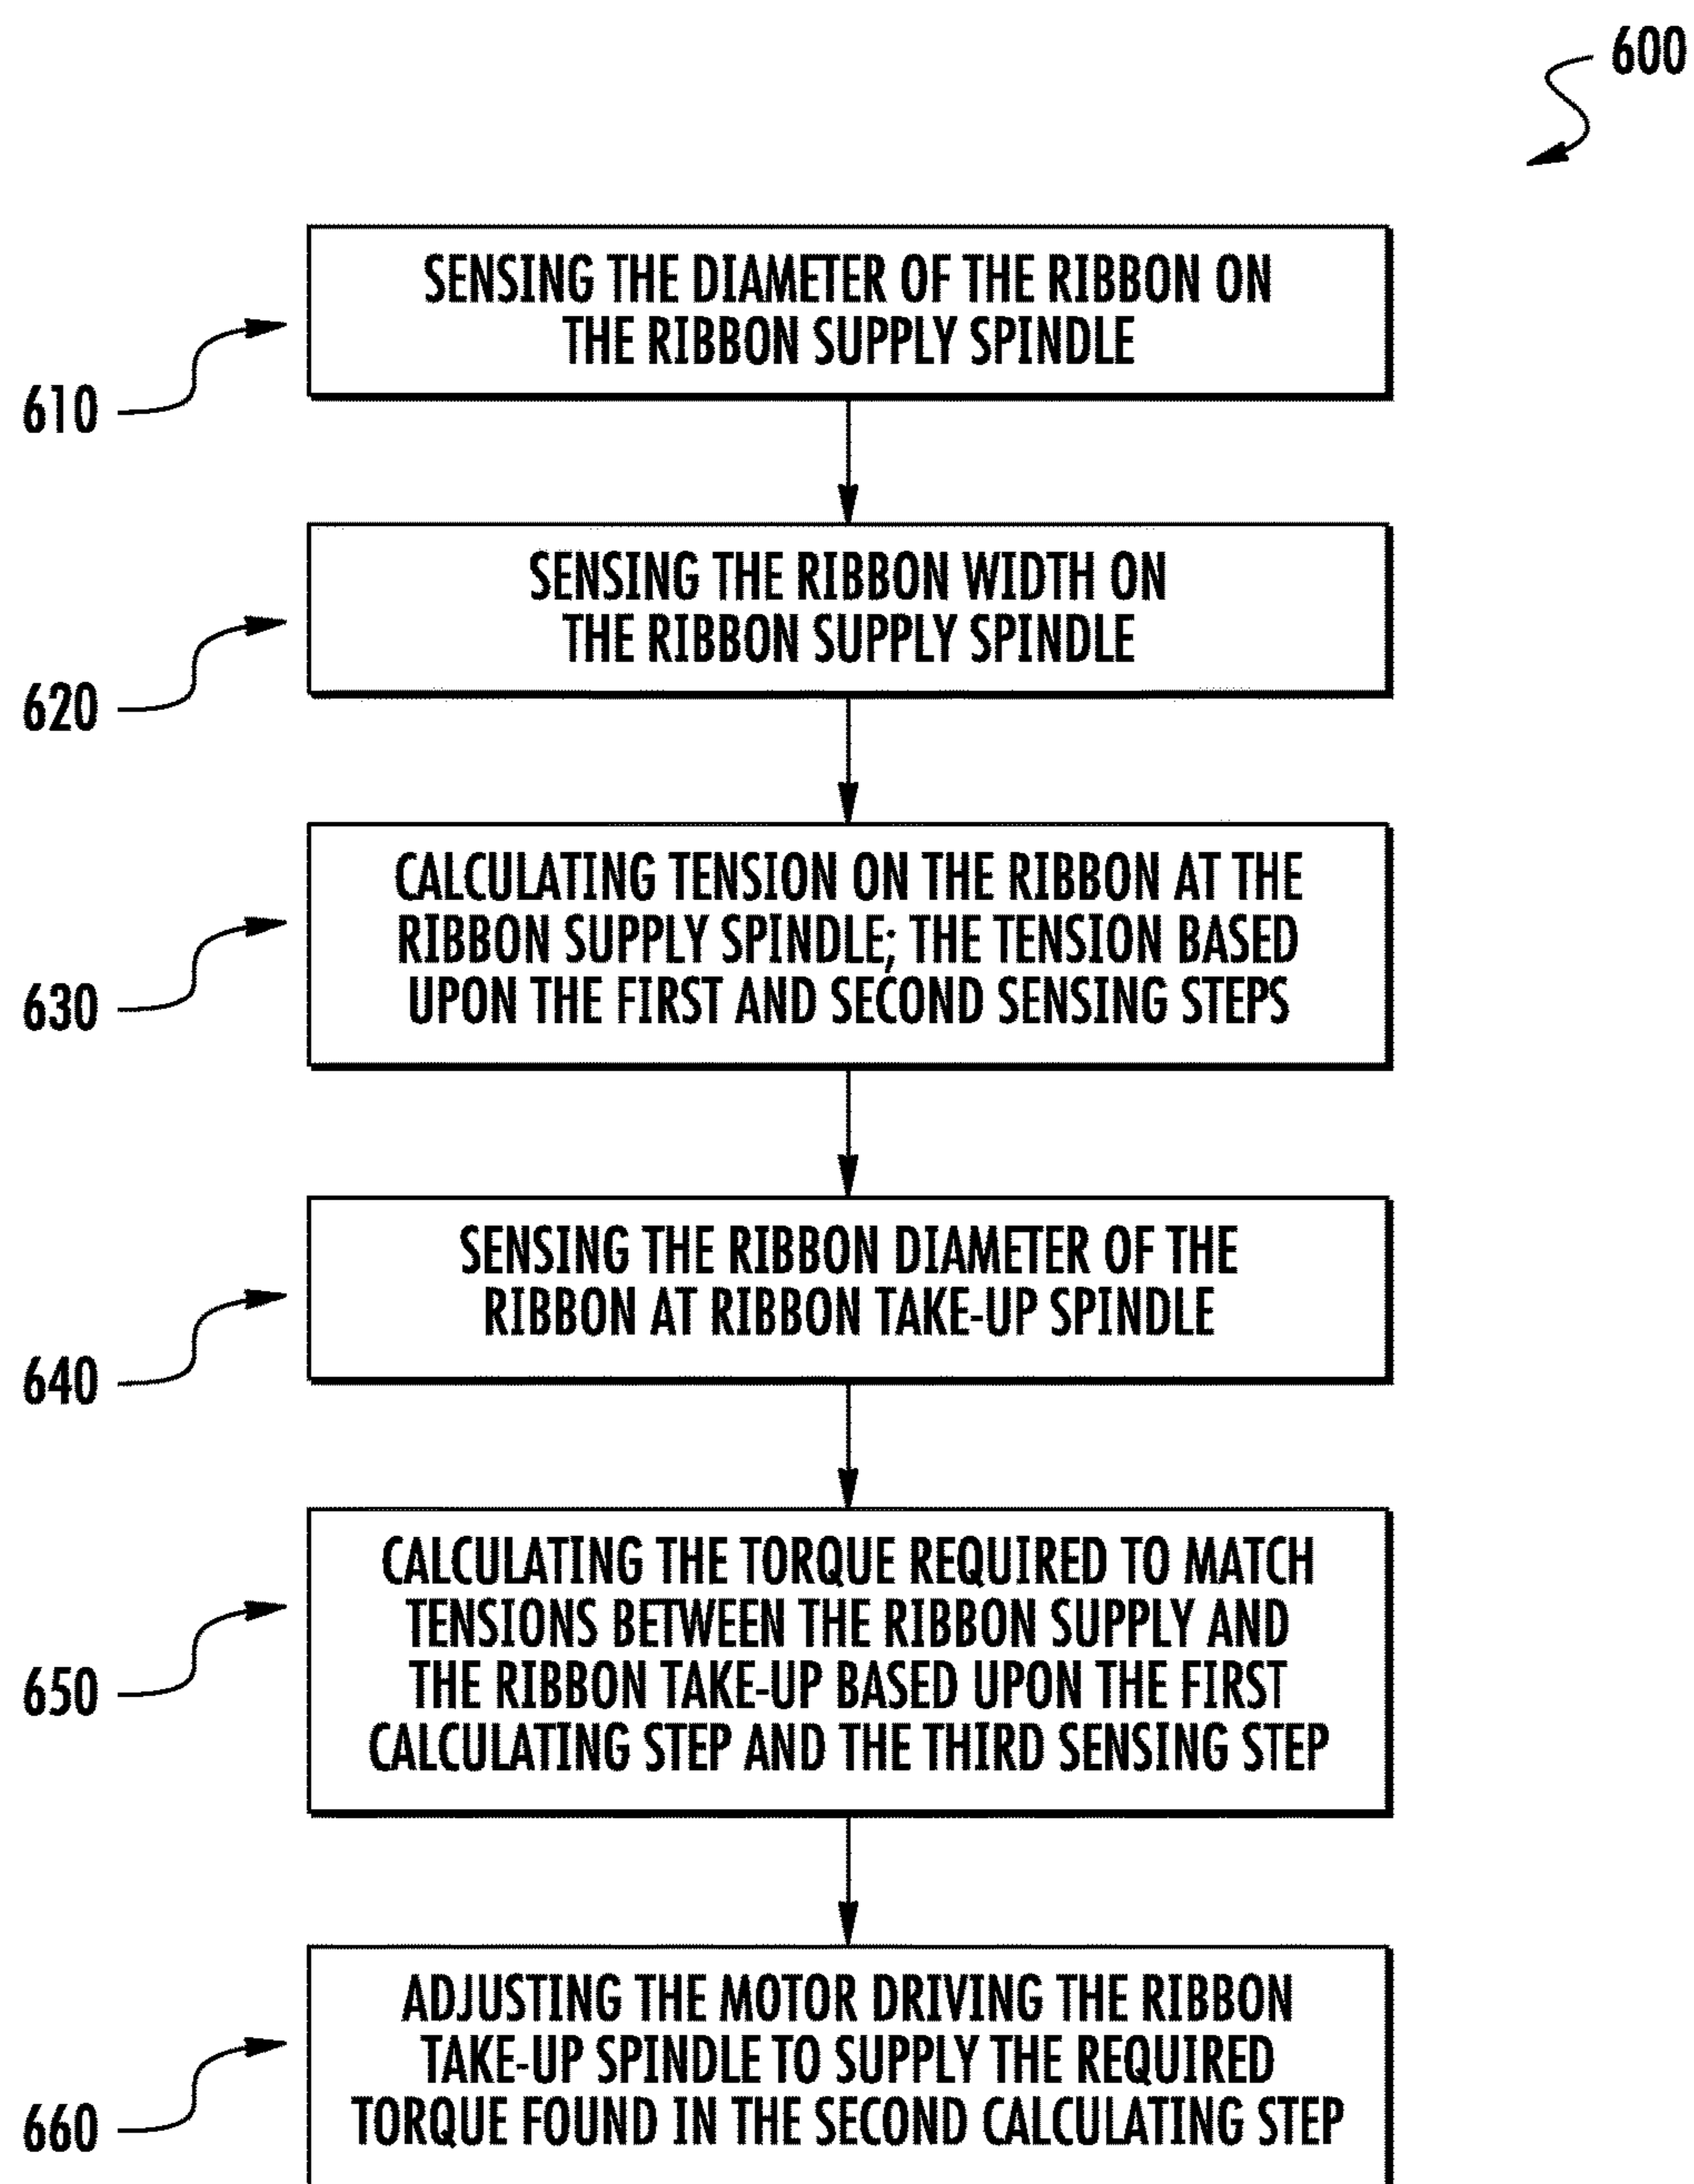 600
SENSING THE DIAMETER OF THE RIBBON ON
THE RIBBON SUPPLY SPINDLE
610
SENSING THE RIBBON WIDTH ON
THE RIBBON SUPPLY SPINDLE
620
CALCULATING TENSION ON THE RIBBON AT THE
RIBBON SUPPLY SPINDLE; THE TENSION BASED
UPON THE FIRST AND SECOND SENSING STEPS
630
SENSING THE RIBBON DIAMETER OF THE
RIBBON AT RIBBON TAKE-UP SPINDLE
640
CALCULATING THE TORQUE REQUIRED TO MATCH
TENSIONS BETWEEN THE RIBBON SUPPLY AND
THE RIBBON TAKE-UP BASED UPON THE FIRST
CALCULATING STEP AND THE THIRD SENSING STEP
650
ADJUSTING THE MOTOR DRIVING THE RIBBON
TAKE-UP SPINDLE TO SUPPLY THE REQUIRED
TORQUE FOUND IN THE SECOND CALCULATING STEP
660